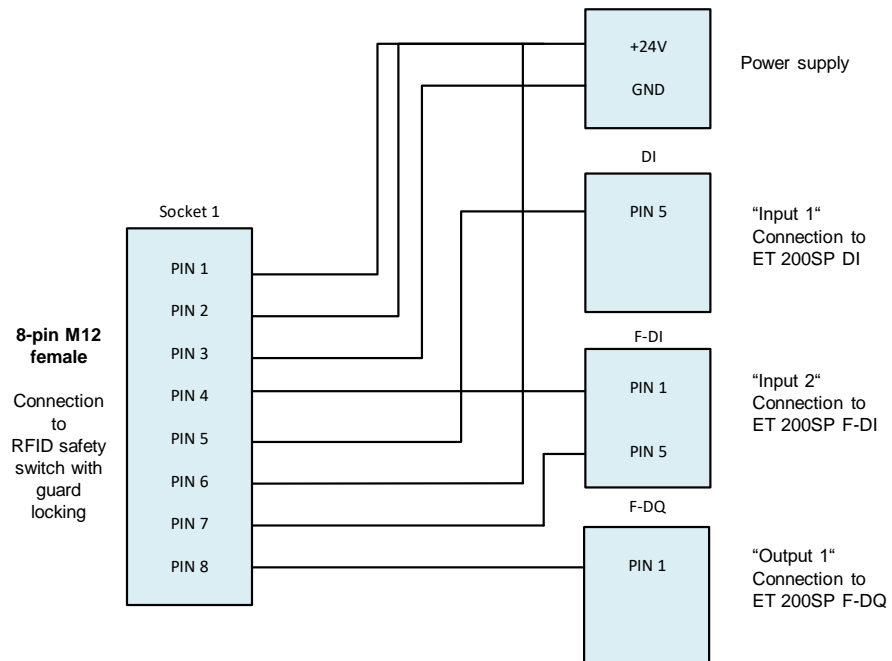 +24V
GND
Power supply
DI
PIN 5
“Input 1“
Connection to
ET 200SP DI
Socket 1
PIN 1
PIN 2
PIN 3
PIN 4
PIN 5
PIN 6
PIN 7
PIN 8
8-pin M12
female
Connection
to
RFID safety
switch with
guard
locking
F-DI
PIN 1
PIN 5
“Input 2“
Connection to
ET 200SP F-DI
F-DQ
PIN 1
“Output 1“
Connection to
ET 200SP F-DQ